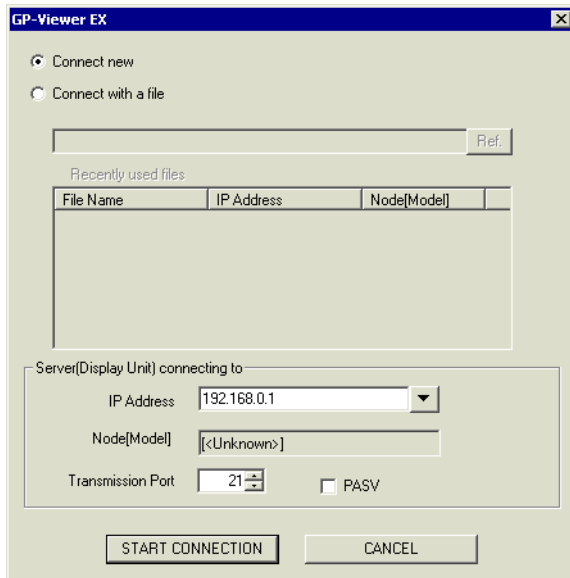 GP-Viewer EX
Connect new
Connect with a file
Ref.
Recently used files
File Name IP Address Node[Model]
Server(Display Unit) connecting to
IP Address 192.168.0.1
Node[Model] [<Unknown>]
Transmission Port 21 PASV
START CONNECTION CANCEL